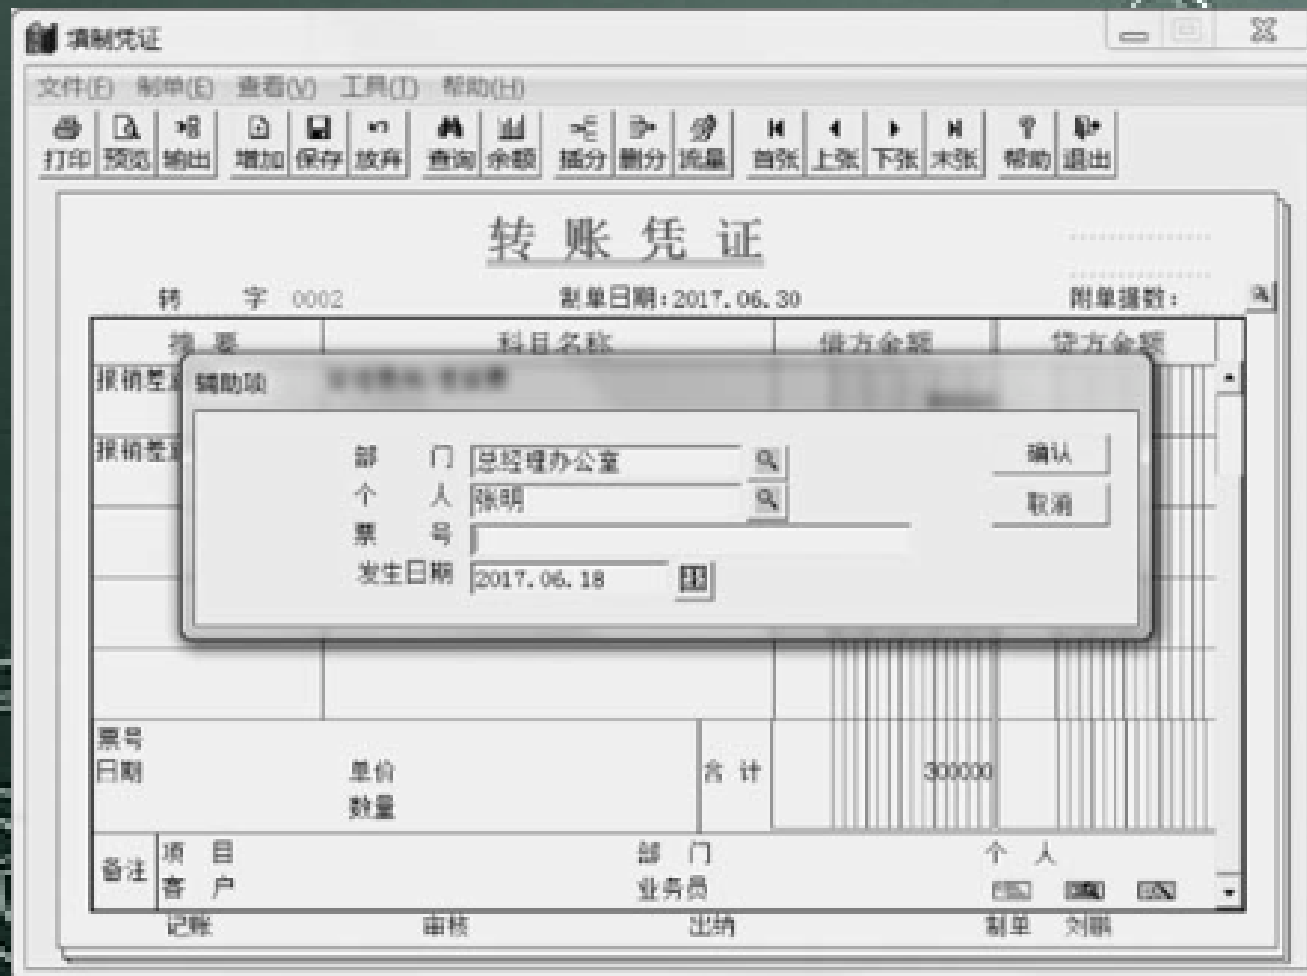 填制凭证
文件(F) 制单(E) 查看(V) 工具(T) 帮助(H)
打印 预览 输出 增加 保存 放弃 查询 余额 插分 删分 流量 首张 上张 下张 末张 帮助 退出
转 账 凭 证
转 字 0002 制单日期:2017.06.30 附单据数:
摘 要 科目名称 借方金额 贷方金额
报销差
辅助项
报销差
部 门 总经理办公室 确认
个 人 张明 取消
票 号
发生日期 2017.06.18
票号
日期 单价 合 计 300000
数量
备注 项 目 部 门 个 人
客 户 业务员
记账 审核 出纳 制单 刘鹏